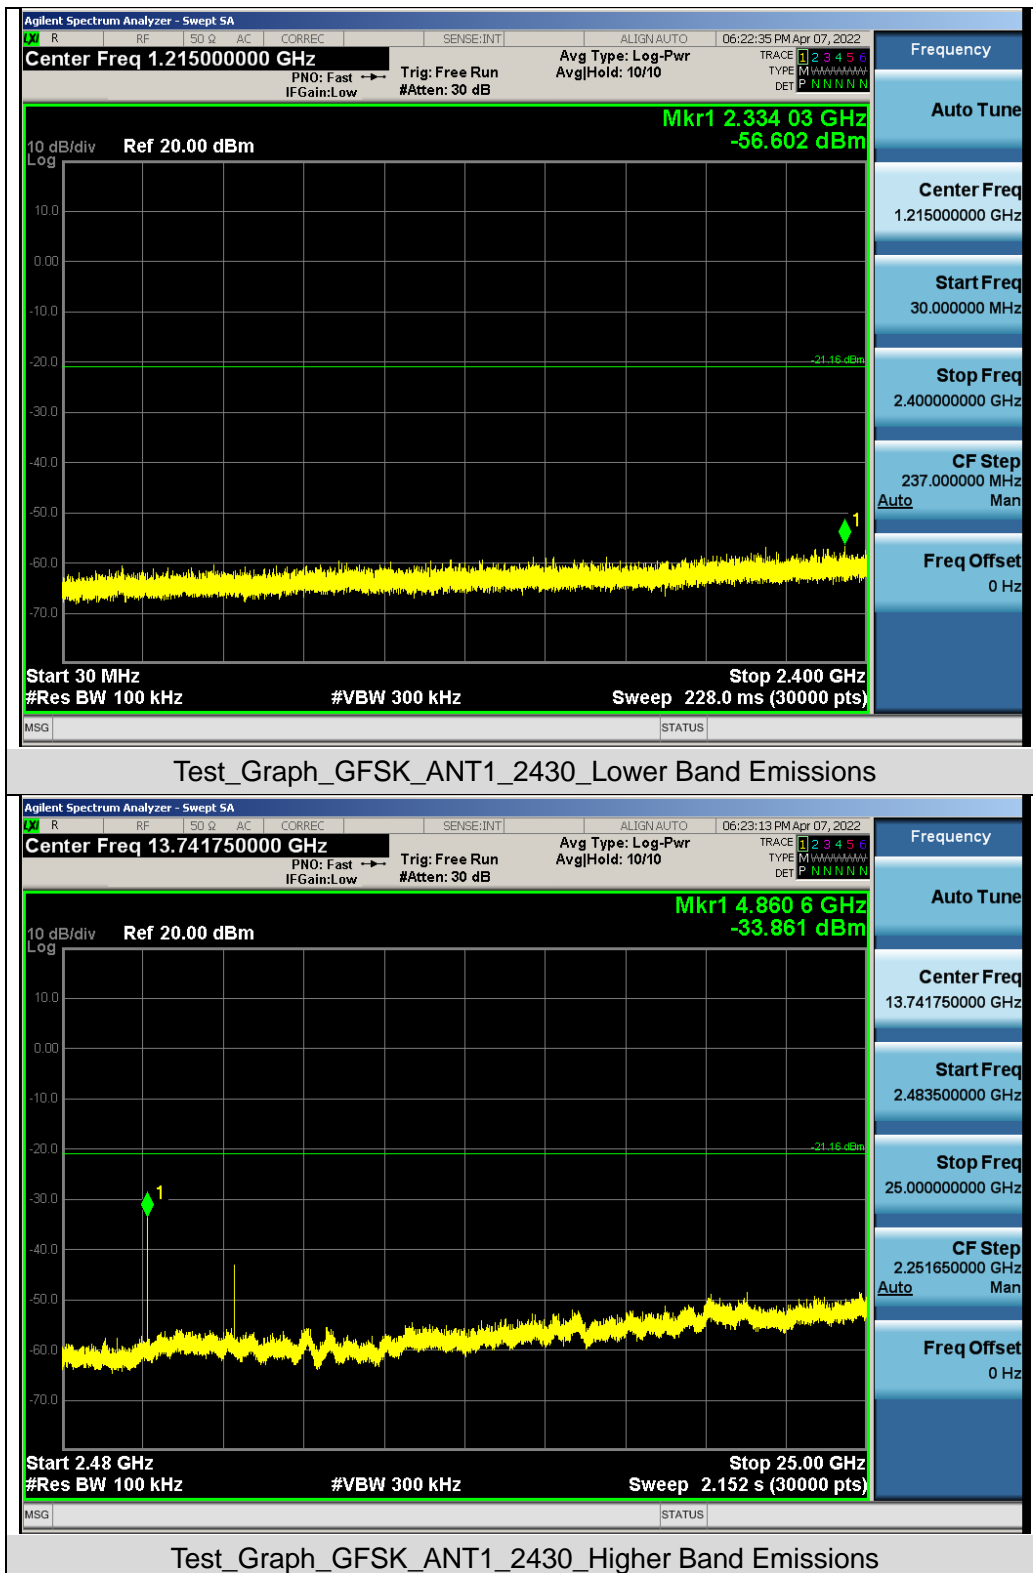 Agilent Spectrum Analyzer - Swept SA
LXI R RF 50 Ω AC CORREC SENSE:INT ALIGN AUTO 06:22:35 PM Apr 07, 2022
Center Freq 1.215000000 GHz
PNO: Fast
IFGain:Low
Trig: Free Run
#Atten: 30 dB
Avg Type: Log-Pwr
Avg|Hold: 10/10
TRACE 1 2 3 4 5 6
TYPE M WWWWW
DET P N N N N N
Frequency
Auto Tune
Center Freq
1.215000000 GHz
Start Freq
30.000000 MHz
Stop Freq
2.400000000 GHz
CF Step
237.000000 MHz
Auto Man
Freq Offset
0 Hz
Mkr1 2.334 03 GHz
-56.602 dBm
10 dB/div Ref 20.00 dBm
Log
10.0
0.00
-10.0
-20.0
-21.16 dBm
-30.0
-40.0
-50.0
1
-60.0
-70.0
Start 30 MHz Stop 2.400 GHz
#Res BW 100 kHz #VBW 300 kHz Sweep 228.0 ms (30000 pts)
MSG STATUS
Test_Graph_GFSK_ANT1_2430_Lower Band Emissions
Agilent Spectrum Analyzer - Swept SA
LXI R RF 50 Ω AC CORREC SENSE:INT ALIGN AUTO 06:23:13 PM Apr 07, 2022
Center Freq 13.741750000 GHz
PNO: Fast
IFGain:Low
Trig: Free Run
#Atten: 30 dB
Avg Type: Log-Pwr
Avg|Hold: 10/10
TRACE 1 2 3 4 5 6
TYPE M WWWWW
DET P N N N N N
Frequency
Auto Tune
Center Freq
13.741750000 GHz
Start Freq
2.483500000 GHz
Stop Freq
25.000000000 GHz
CF Step
2.251650000 GHz
Auto Man
Freq Offset
0 Hz
Mkr1 4.860 6 GHz
-33.861 dBm
10 dB/div Ref 20.00 dBm
Log
10.0
0.00
-10.0
-20.0
-21.16 dBm
-30.0
1
-40.0
-50.0
-60.0
-70.0
Start 2.48 GHz Stop 25.00 GHz
#Res BW 100 kHz #VBW 300 kHz Sweep 2.152 s (30000 pts)
MSG STATUS
Test_Graph_GFSK_ANT1_2430_Higher Band Emissions